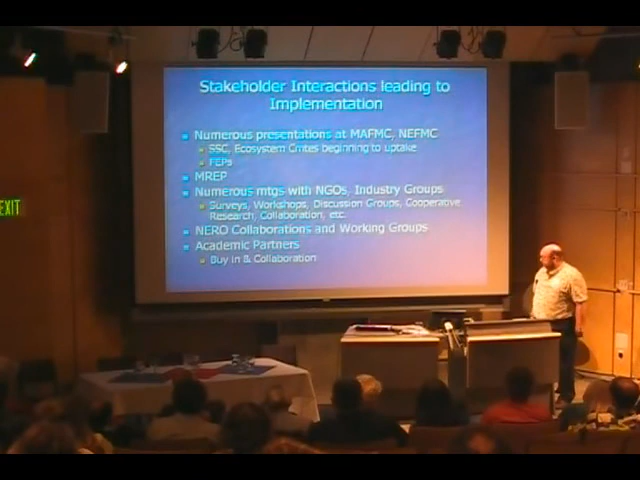 Stakeholder Interactions leading to
Implementation
Numerous presentations at MAFMC, NEFMC
SSC, Ecosystem Cmtes beginning to uptake
FEPs
MREP
Numerous mtgs with NGOs, Industry Groups
Surveys, Workshops, Discussion Groups, Cooperative
Research, Collaboration, etc.
NERO Collaborations and Working Groups
Academic Partners
Buy in & Collaboration
EXIT